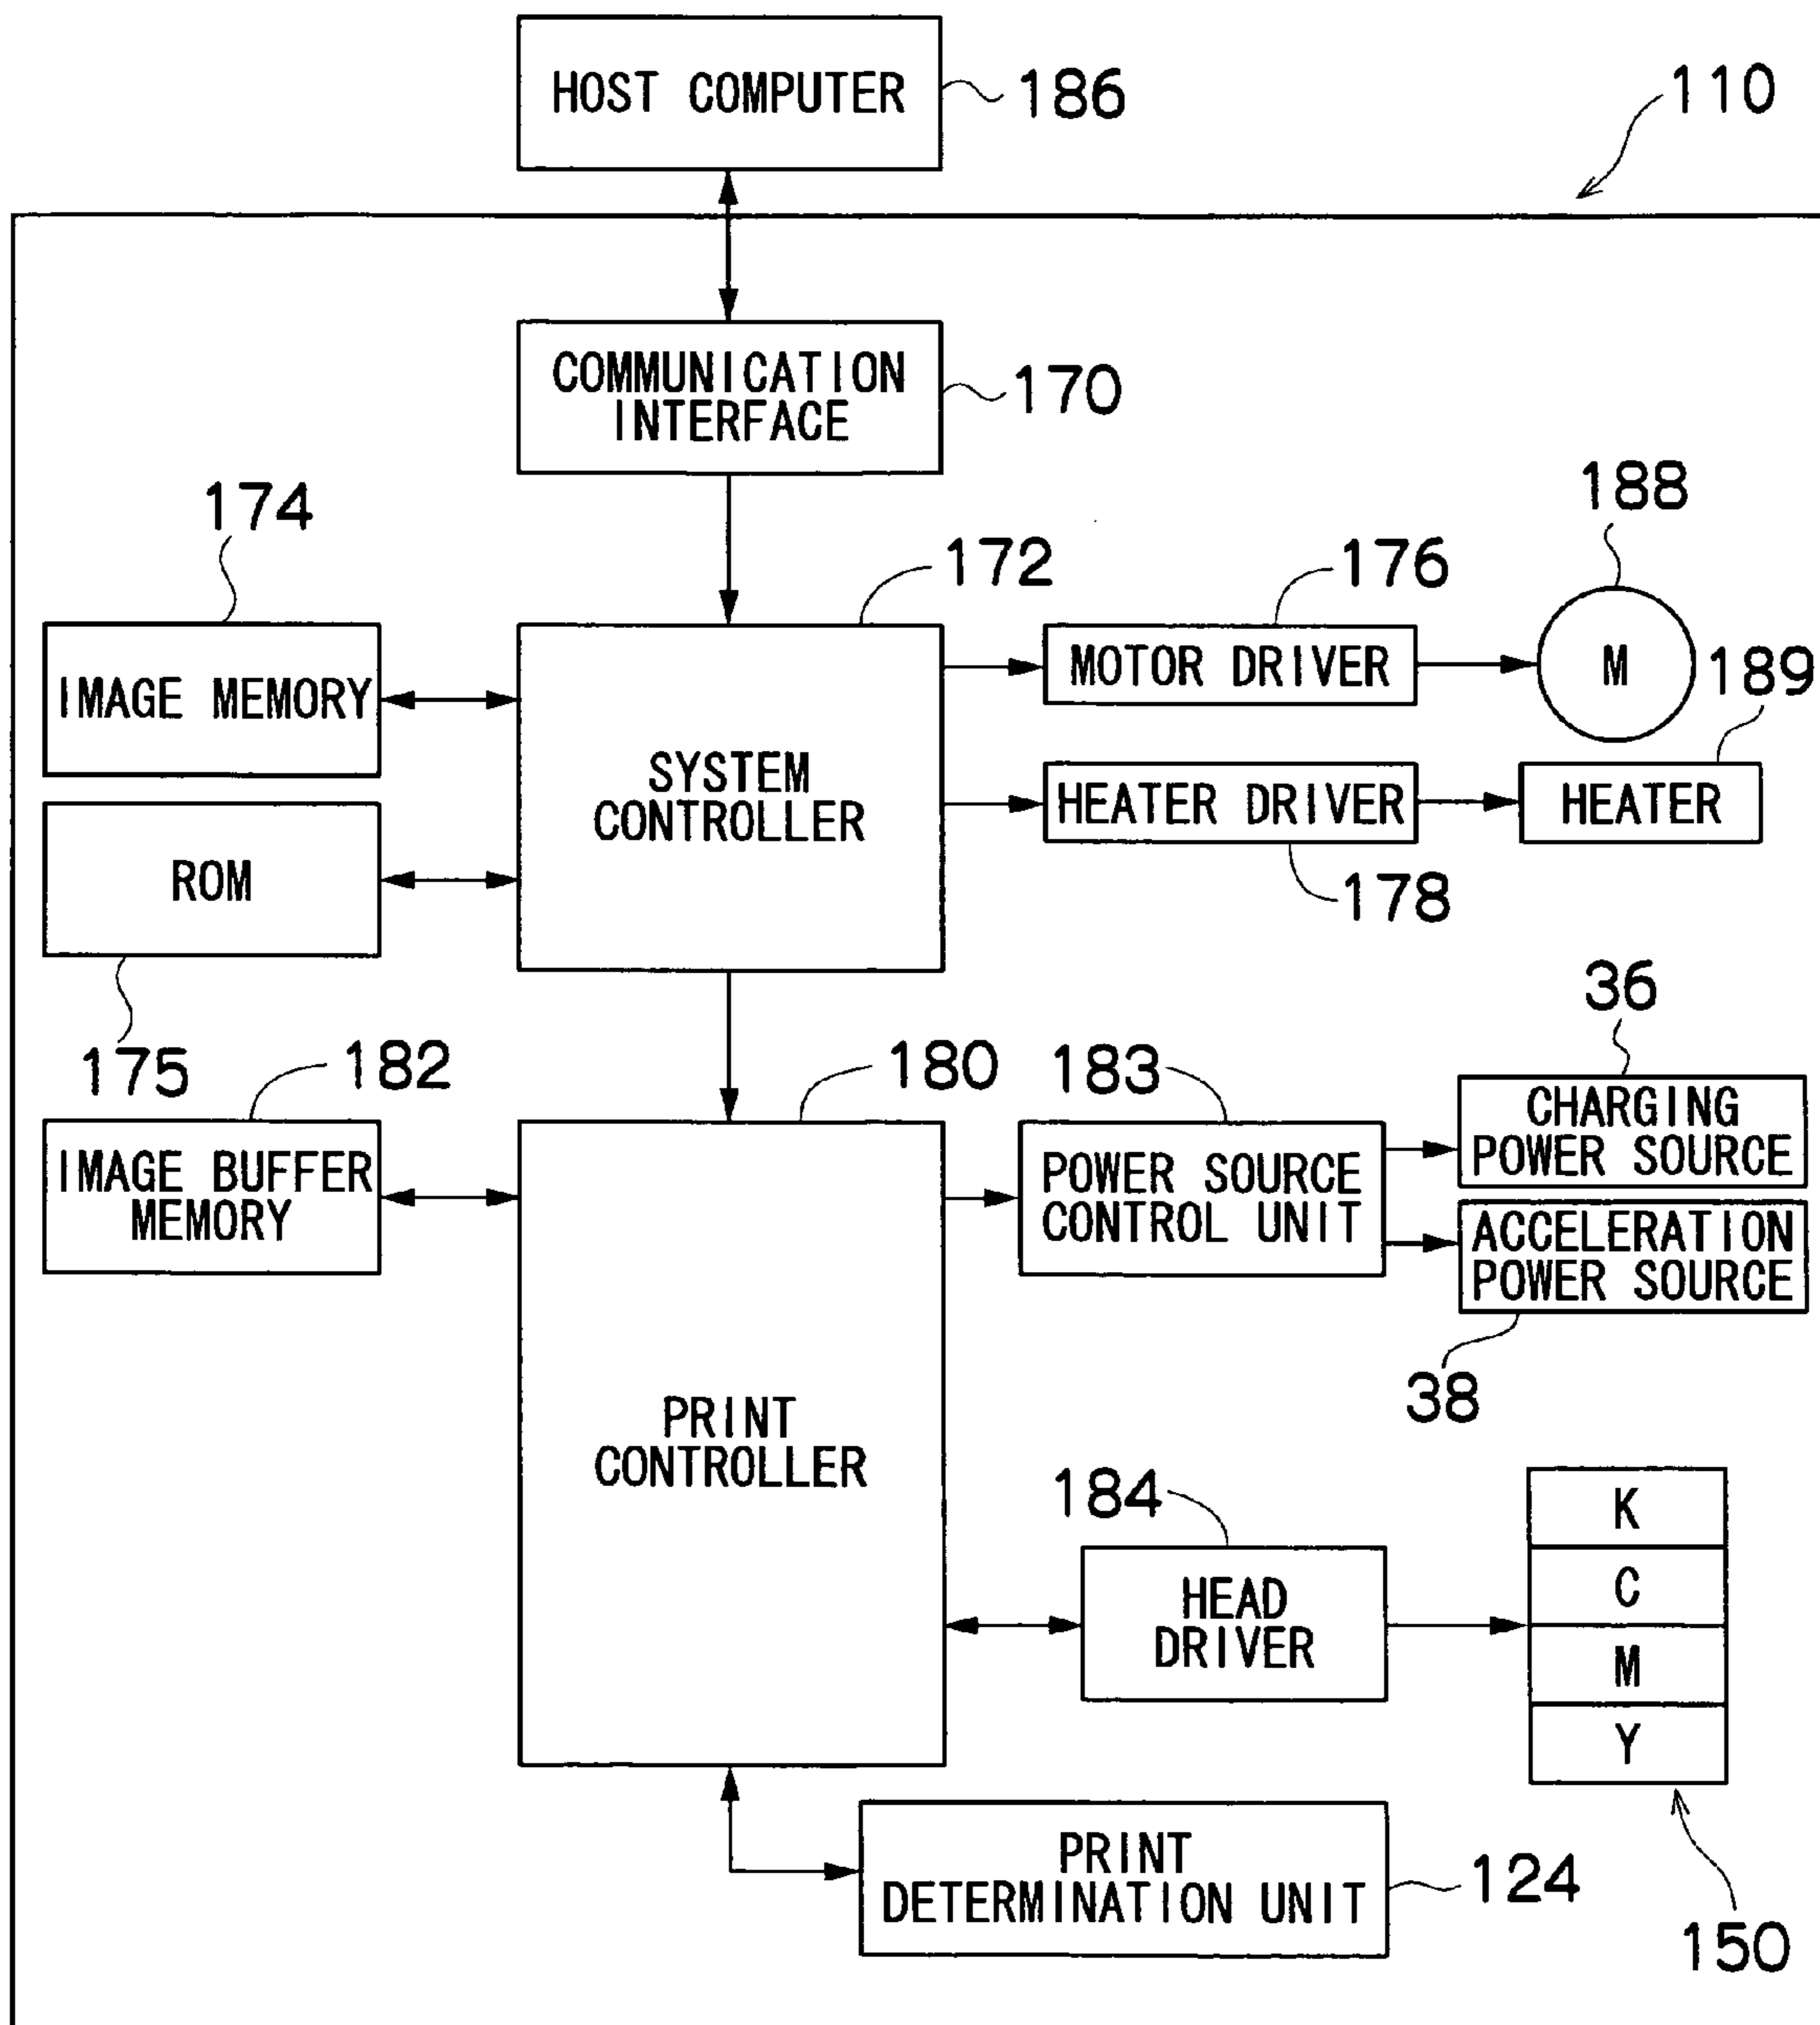 HOST COMPUTER
186
110
COMMUNICATION
INTERFACE
170
174
172
176
188
IMAGE MEMORY
MOTOR DRIVER
M
189
SYSTEM
CONTROLLER
HEATER DRIVER
HEATER
ROM
178
175
182
180
183
36
IMAGE BUFFER
MEMORY
POWER SOURCE
CONTROL UNIT
CHARGING
POWER SOURCE
ACCELERATION
POWER SOURCE
38
PRINT
CONTROLLER
184
HEAD
DRIVER
K
C
M
Y
150
PRINT
DETERMINATION UNIT
124